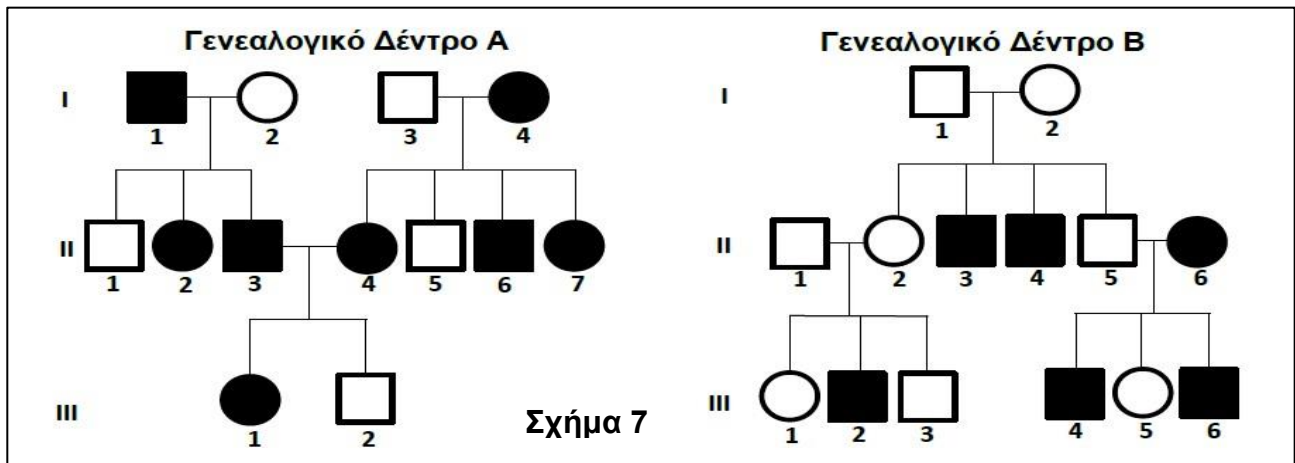 Γενεαλογικό Δέντρο Α
I
1 2 3 4
II
1 2 3 4 5 6 7
III
1 2
Γενεαλογικό Δέντρο Β
I
1 2
II
1 2 3 4 5 6
III
1 2 3 4 5 6
Σχήμα 7